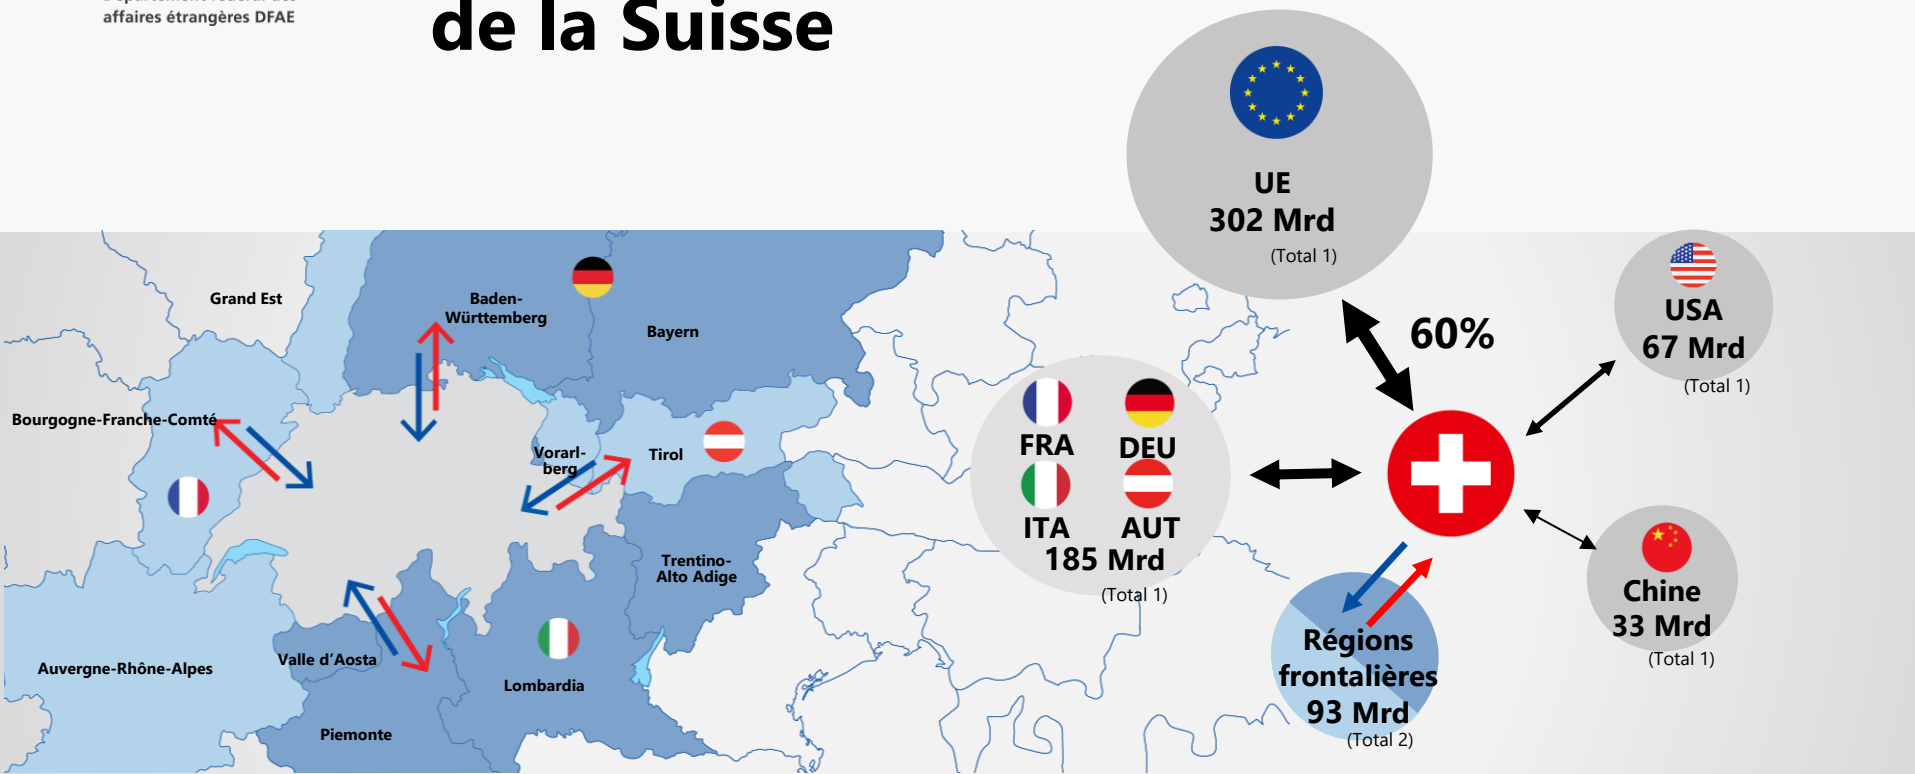 affaires étrangères DFAE
de la Suisse
UE
302 Mrd
(Total 1)
60%
USA
67 Mrd
(Total 1)
Grand Est
Baden-
Württemberg
Bayern
Bourgogne-Franche-Comté
Vorarl-
berg
Tirol
FRA
DEU
ITA
AUT
185 Mrd
(Total 1)
Trentino-
Alto Adige
Chine
33 Mrd
(Total 1)
Régions
frontalières
93 Mrd
(Total 2)
Auvergne-Rhône-Alpes
Valle d’Aosta
Lombardia
Piemonte